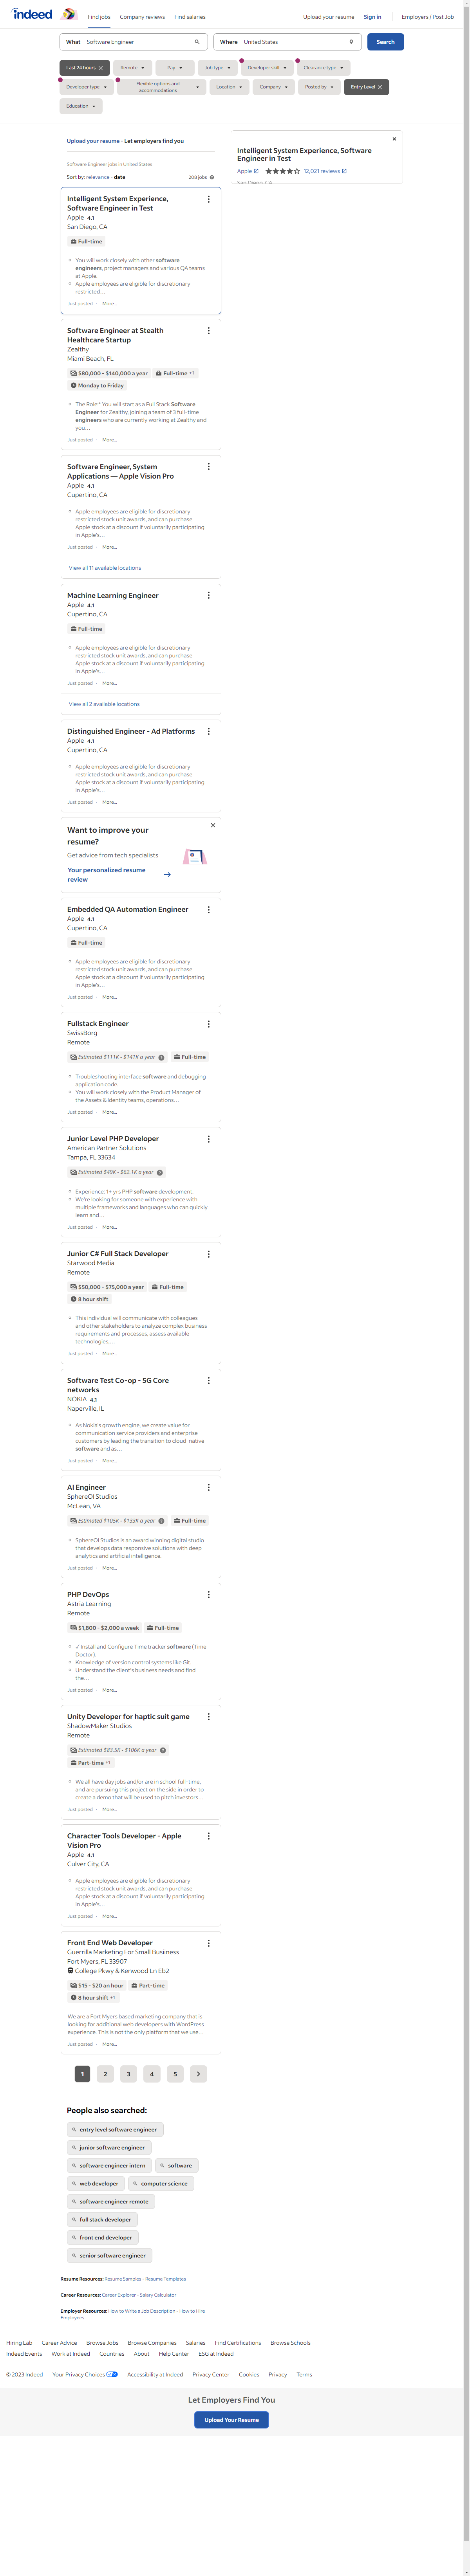 indeed
Find jobs
Company reviews
Find salaries
Upload your resume
Sign in
Employers / Post Job
What Software Engineer
Where United States
Search
Last 24 hours
Remote
Pay
Job type
Developer skill
Clearance type
Developer type
Flexible options and
accommodations
Location
Company
Posted by
Entry Level
Education
Upload your resume - Let employers find you
Software Engineer jobs in United States
Sort by: relevance - date
208 jobs
Intelligent System Experience, Software
Engineer in Test
Apple
12,021 reviews
San Diego, CA
Intelligent System Experience,
Software Engineer in Test
Apple 4.1
San Diego, CA
Full-time
You will work closely with other software
engineers, project managers and various QA teams
at Apple.
Apple employees are eligible for discretionary
restricted…
Just posted · More...
Software Engineer at Stealth
Healthcare Startup
Zealthy
Miami Beach, FL
$80,000 - $140,000 a year
Full-time +1
Monday to Friday
The Role:* You will start as a Full Stack Software
Engineer for Zealthy, joining a team of 3 full-time
engineers who are currently working at Zealthy and
you…
Just posted · More...
Software Engineer, System
Applications — Apple Vision Pro
Apple 4.1
Cupertino, CA
Apple employees are eligible for discretionary
restricted stock unit awards, and can purchase
Apple stock at a discount if voluntarily participating
in Apple's…
Just posted · More...
View all 11 available locations
Machine Learning Engineer
Apple 4.1
Cupertino, CA
Full-time
Apple employees are eligible for discretionary
restricted stock unit awards, and can purchase
Apple stock at a discount if voluntarily participating
in Apple's…
Just posted · More...
View all 2 available locations
Distinguished Engineer - Ad Platforms
Apple 4.1
Cupertino, CA
Apple employees are eligible for discretionary
restricted stock unit awards, and can purchase
Apple stock at a discount if voluntarily participating
in Apple's…
Just posted · More...
Want to improve your
resume?
Get advice from tech specialists
Your personalized resume
review
Embedded QA Automation Engineer
Apple 4.1
Cupertino, CA
Full-time
Apple employees are eligible for discretionary
restricted stock unit awards, and can purchase
Apple stock at a discount if voluntarily participating
in Apple's…
Just posted · More...
Fullstack Engineer
SwissBorg
Remote
Estimated $111K - $141K a year
Full-time
Troubleshooting interface software and debugging
application code.
You will work closely with the Product Manager of
the Assets & Identity teams, operations…
Just posted · More...
Junior Level PHP Developer
American Partner Solutions
Tampa, FL 33634
Estimated $49K - $62.1K a year
Experience: 1+ yrs PHP software development.
We're looking for someone with experience with
multiple frameworks and languages who can quickly
learn and…
Just posted · More...
Junior C# Full Stack Developer
Starwood Media
Remote
$50,000 - $75,000 a year
Full-time
8 hour shift
This individual will communicate with colleagues
and other stakeholders to analyze complex business
requirements and processes, assess available
technologies,…
Just posted · More...
Software Test Co-op - 5G Core
networks
NOKIA 4.1
Naperville, IL
As Nokia's growth engine, we create value for
communication service providers and enterprise
customers by leading the transition to cloud-native
software and as…
Just posted · More...
AI Engineer
SphereOI Studios
McLean, VA
Estimated $105K - $133K a year
Full-time
SphereOI Studios is an award winning digital studio
that develops data responsive solutions with deep
analytics and artificial intelligence.
Just posted · More...
PHP DevOps
Astria Learning
Remote
$1,800 - $2,000 a week
Full-time
✓ Install and Configure Time tracker software (Time
Doctor).
Knowledge of version control systems like Git.
Understand the client's business needs and find
the…
Just posted · More...
Unity Developer for haptic suit game
ShadowMaker Studios
Remote
Estimated $83.5K - $106K a year
Part-time +1
We all have day jobs and/or are in school full-time,
and are pursuing this project on the side in order to
create a demo that will be used to pitch investors…
Just posted · More...
Character Tools Developer - Apple
Vision Pro
Apple 4.1
Culver City, CA
Apple employees are eligible for discretionary
restricted stock unit awards, and can purchase
Apple stock at a discount if voluntarily participating
in Apple's…
Just posted · More...
Front End Web Developer
Guerrilla Marketing For Small Business
Fort Myers, FL 33907
College Pkwy & Kenwood Ln Eb2
$15 - $20 an hour
Part-time
8 hour shift +1
We are a Fort Myers based marketing company that is
looking for additional web developers with WordPress
experience. This is not the only platform that we use…
Just posted · More...
1 2 3 4 5
People also searched:
entry level software engineer
junior software engineer
software engineer intern
software
web developer
computer science
software engineer remote
full stack developer
front end developer
senior software engineer
Resume Resources: Resume Samples - Resume Templates
Career Resources: Career Explorer - Salary Calculator
Employer Resources: How to Write a Job Description - How to Hire
Employees
Hiring Lab
Career Advice
Browse Jobs
Browse Companies
Salaries
Find Certifications
Browse Schools
Indeed Events
Work at Indeed
Countries
About
Help Center
ESG at Indeed
© 2023 Indeed
Your Privacy Choices
Accessibility at Indeed
Privacy Center
Cookies
Privacy
Terms
Let Employers Find You
Upload Your Resume